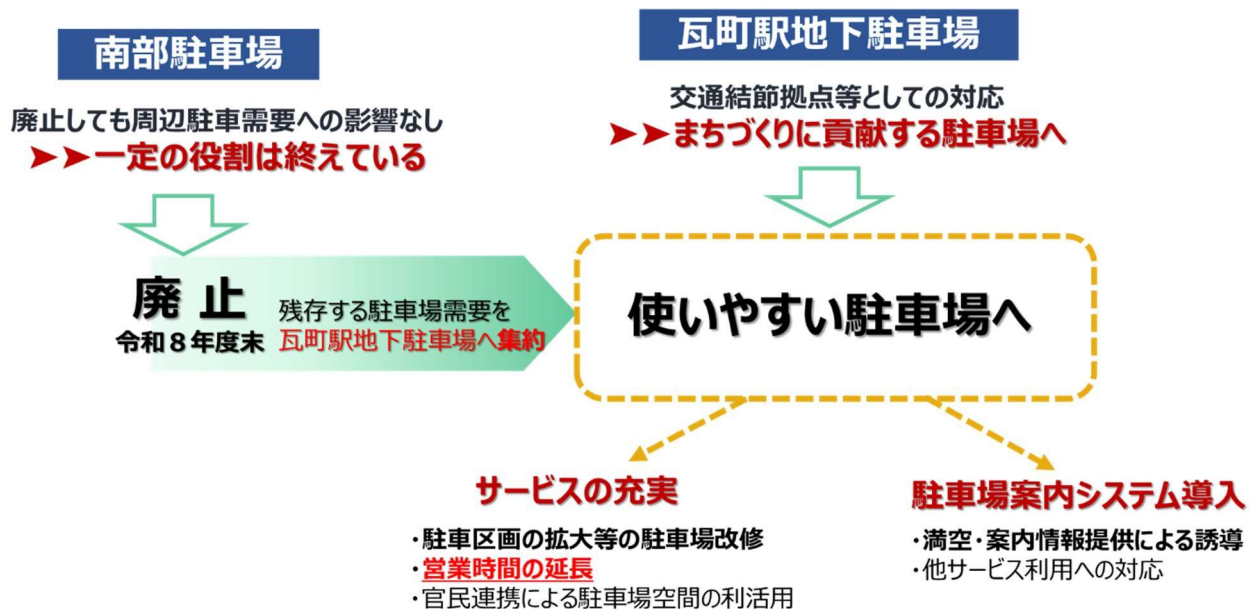 南部駐車場
廃止しても周辺駐車需要への影響なし
➤➤一定の役割は終えている
瓦町駅地下駐車場
交通結節拠点等としての対応
➤➤まちづくりに貢献する駐車場へ
廃 止
令和８年度末
残存する駐車場需要を
瓦町駅地下駐車場へ集約
使いやすい駐車場へ
サービスの充実
・駐車区画の拡大等の駐車場改修
・営業時間の延長
・官民連携による駐車場空間の利活用
駐車場案内システム導入
・満空・案内情報提供による誘導
・他サービス利用への対応